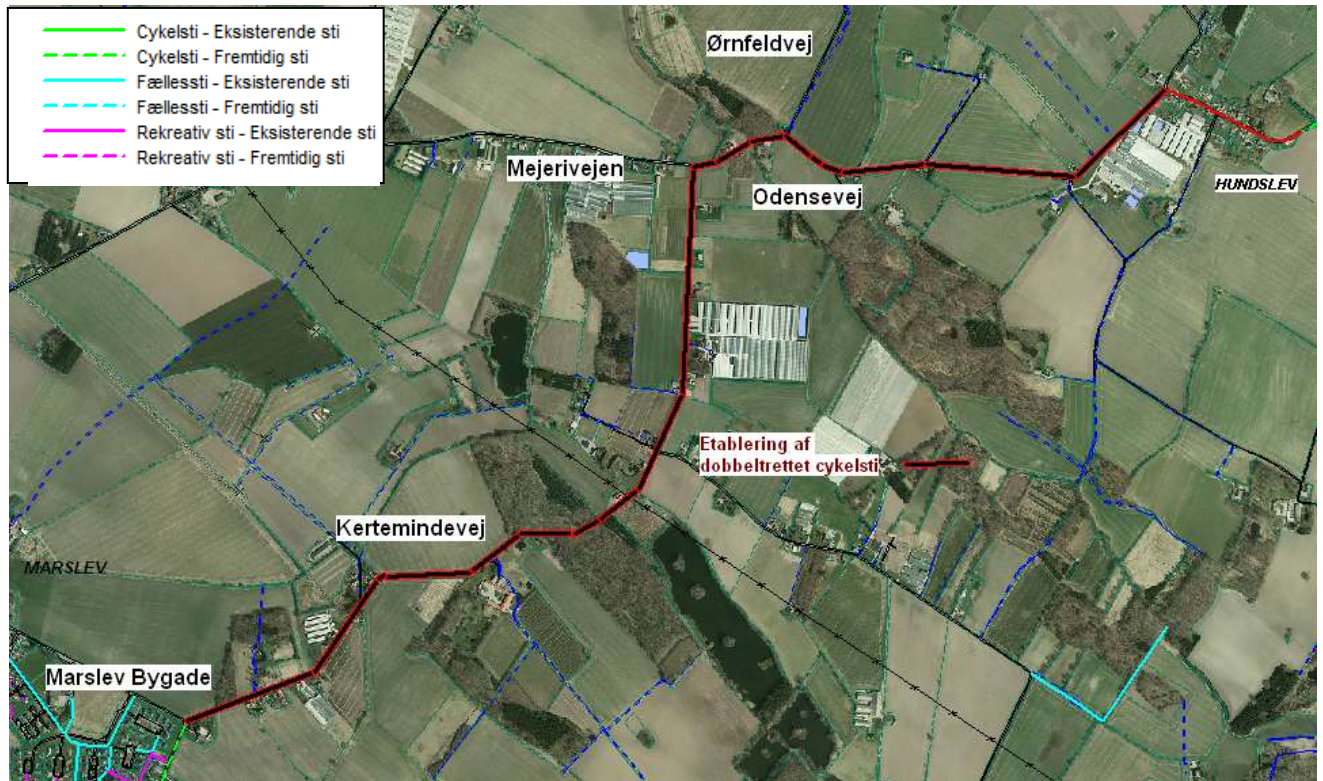 Cykelsti - Eksisterende sti
Cykelsti - Fremtidig sti
Fællessti - Eksisterende sti
Fællessti - Fremtidig sti
Rekreativ sti - Eksisterende sti
Rekreativ sti - Fremtidig sti
Ørnfeldvej
Mejerivejen
Odensevej
HUNDSLEV
Etablering af
dobbeltrettet cykelsti
Kertemindevej
MARSLEV
Marslev Bygade